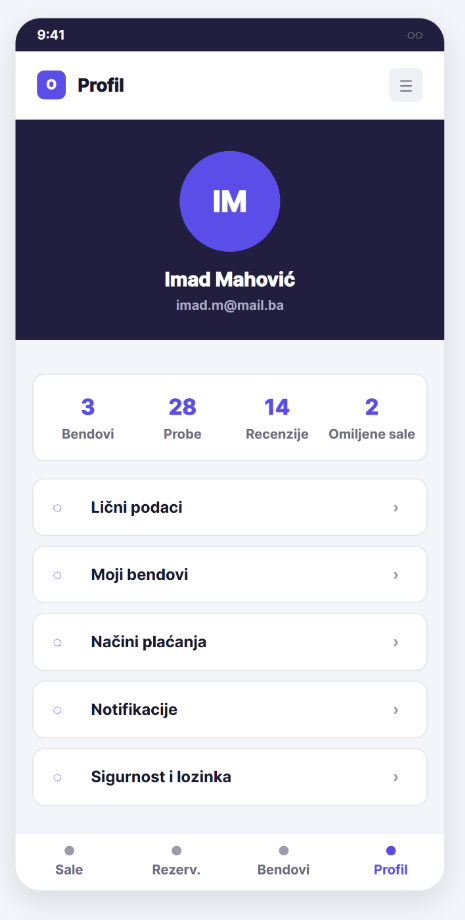 9:41
O Profil
IM
Imad Mahović
imad.m@mail.ba
3 28 14 2
Bendovi Probe Recenzije Omiljene sale
Lični podaci ›
Moji bendovi ›
Načini plaćanja ›
Notifikacije ›
Sigurnost i lozinka ›
Sale Rezerv. Bendovi Profil